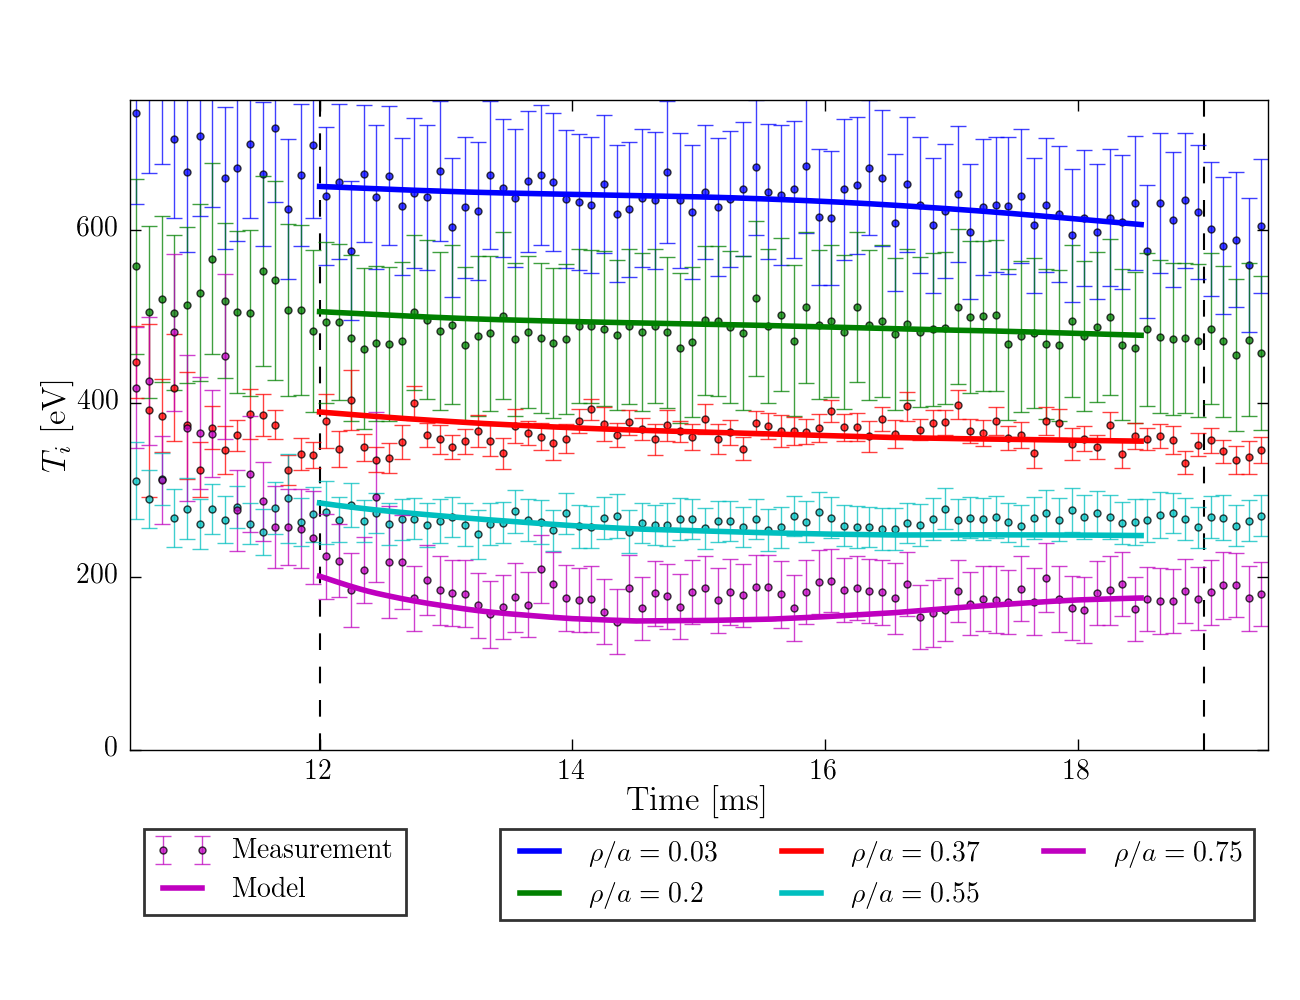 600
400
200
0
T_i [eV]
12 14 16 18
Time [ms]
Measurement
Model
ρ/a = 0.03 ρ/a = 0.37 ρ/a = 0.75
ρ/a = 0.2 ρ/a = 0.55